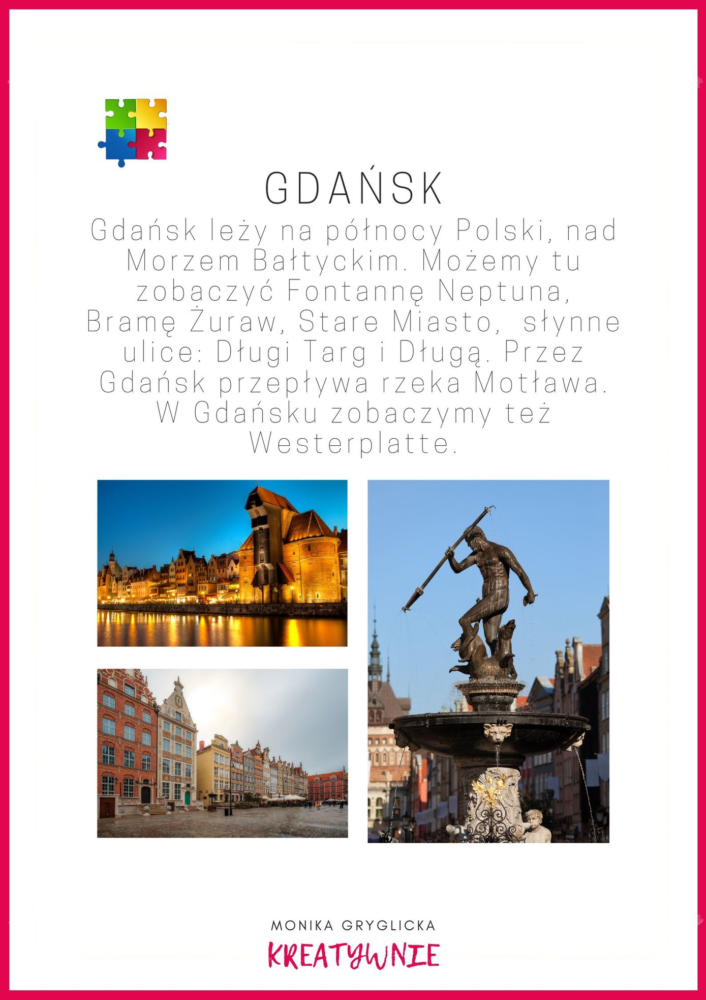 GDAŃSK
Gdańsk leży na północy Polski, nad
Morzem Bałtyckim. Możemy tu
zobaczyć Fontannę Neptuna,
Bramę Żuraw, Stare Miasto, słynne
ulice: Długi Targ i Długą. Przez
Gdańsk przepływa rzeka Motława.
W Gdańsku zobaczymy też
Westerplatte.
MONIKA GRYGLICKA
KREATYWNIE